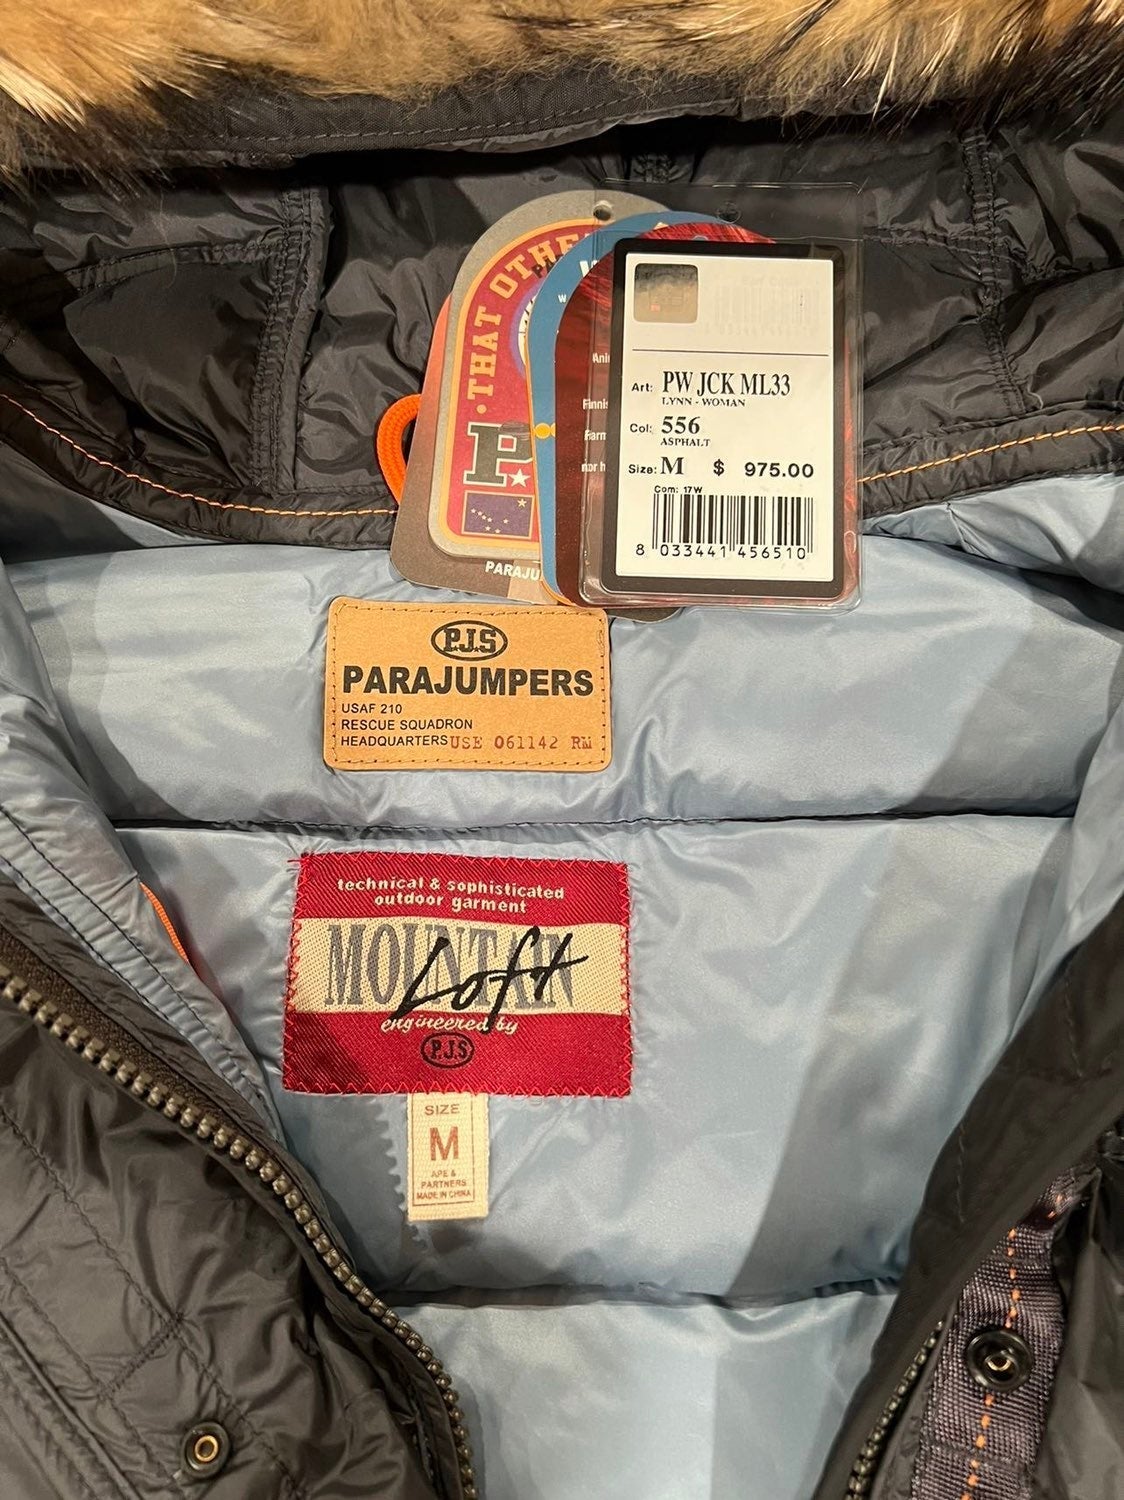 THAT OTHE
P
PARAJU
Art: PW JCK ML33
LYNN - WOMAN
Col: 556
ASPHALT
Size: M $ 975.00
Com: 17W
8 033441 456510
P.J.S
PARAJUMPERS
USAF 210
RESCUE SQUADRON
HEADQUARTERS USE 061142 RM
technical & sophisticated
outdoor garment
MOUNTAIN
Loft
engineered by
P.J.S
SIZE
M
APE &
PARTNERS
MADE IN CHINA